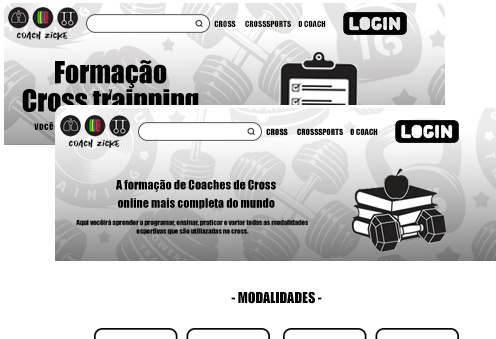 COACH ZICKE
CROSS CROSSSPORTS O COACH LOGIN
Formação
Cross trainning
VOCÊ
COACH ZICKE
CROSS CROSSSPORTS O COACH LOGIN
A formação de Coaches de Cross
online mais completa do mundo
Aqui você irá aprender a programar, ensinar, praticar e variar todas as modalidades
esportivas que são utiliazadas no cross.
- MODALIDADES -